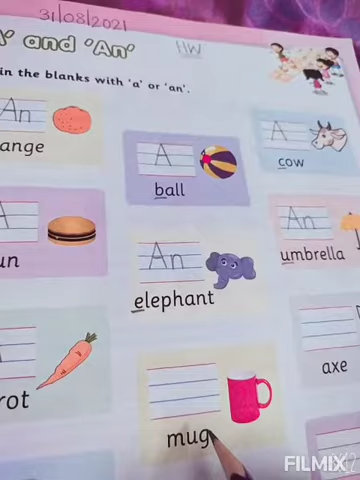 31/08/2021
HW
' and 'An'
in the blanks with 'a' or 'an'.
An
A
A
ange
ball
cow
An
An
un
elephant
umbrella
rot
mug
axe
FILMIX